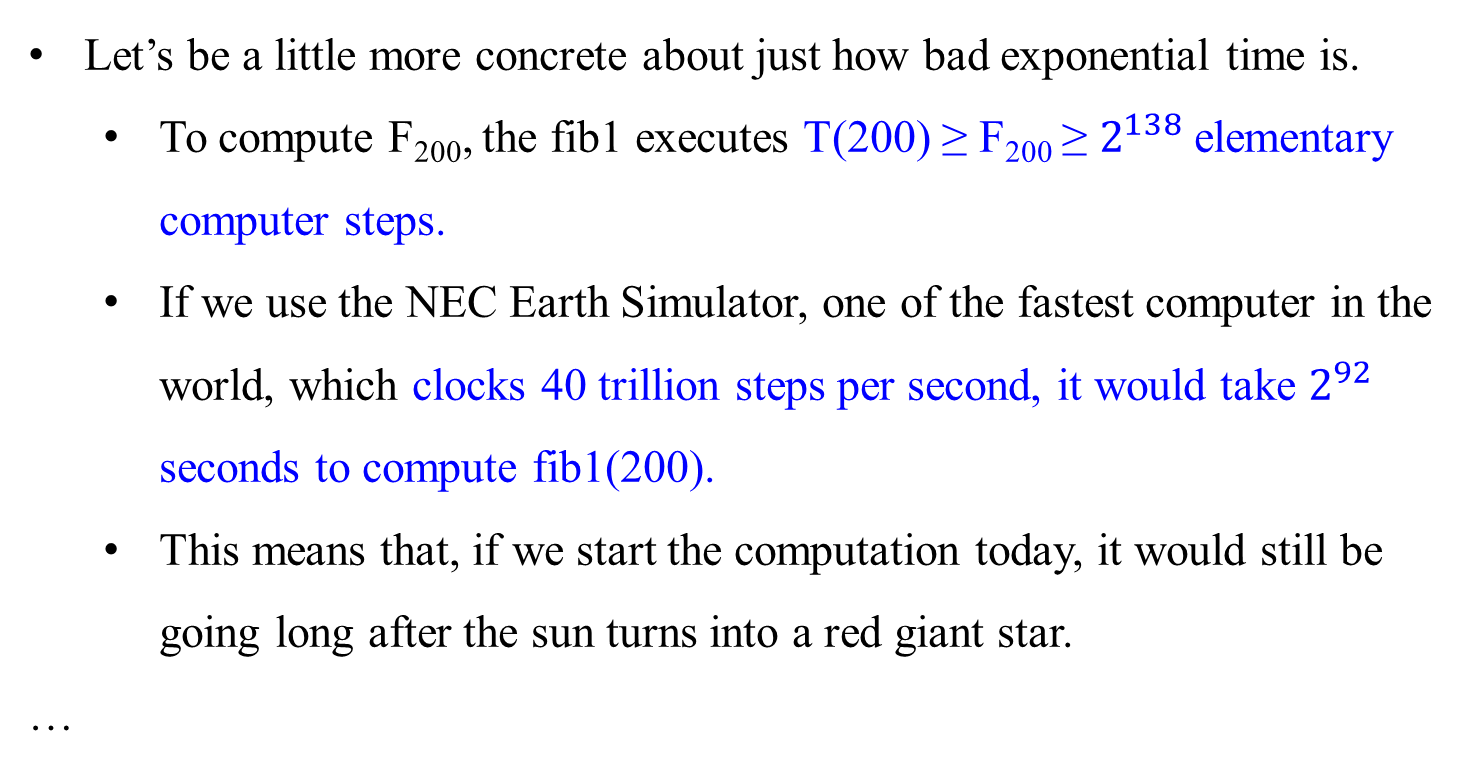 • Let’s be a little more concrete about just how bad exponential time is.
• To compute F₂₀₀, the fib1 executes T(200) ≥ F₂₀₀ ≥ 2¹³⁸ elementary
computer steps.
• If we use the NEC Earth Simulator, one of the fastest computer in the
world, which clocks 40 trillion steps per second, it would take 2⁹²
seconds to compute fib1(200).
• This means that, if we start the computation today, it would still be
going long after the sun turns into a red giant star.
…